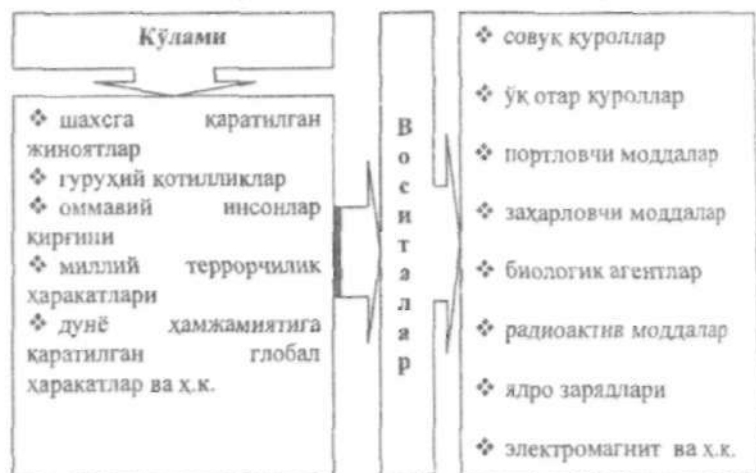 Кўлами
❖ шахсга қаратилган
жиноятлар
❖ гуруҳий қотилликлар
❖ оммавий инсонлар
қирғини
❖ миллий террорчилик
ҳаракатлари
❖ дунё ҳамжамиятига
қаратилган глобал
ҳаракатлар ва ҳ.к.
Воситалар
❖ совуқ қуроллар
❖ ўқ отар қуроллар
❖ портловчи моддалар
❖ заҳарловчи моддалар
❖ биологик агентлар
❖ радиоактив моддалар
❖ ядро зарядлари
❖ электромагнит ва ҳ.к.